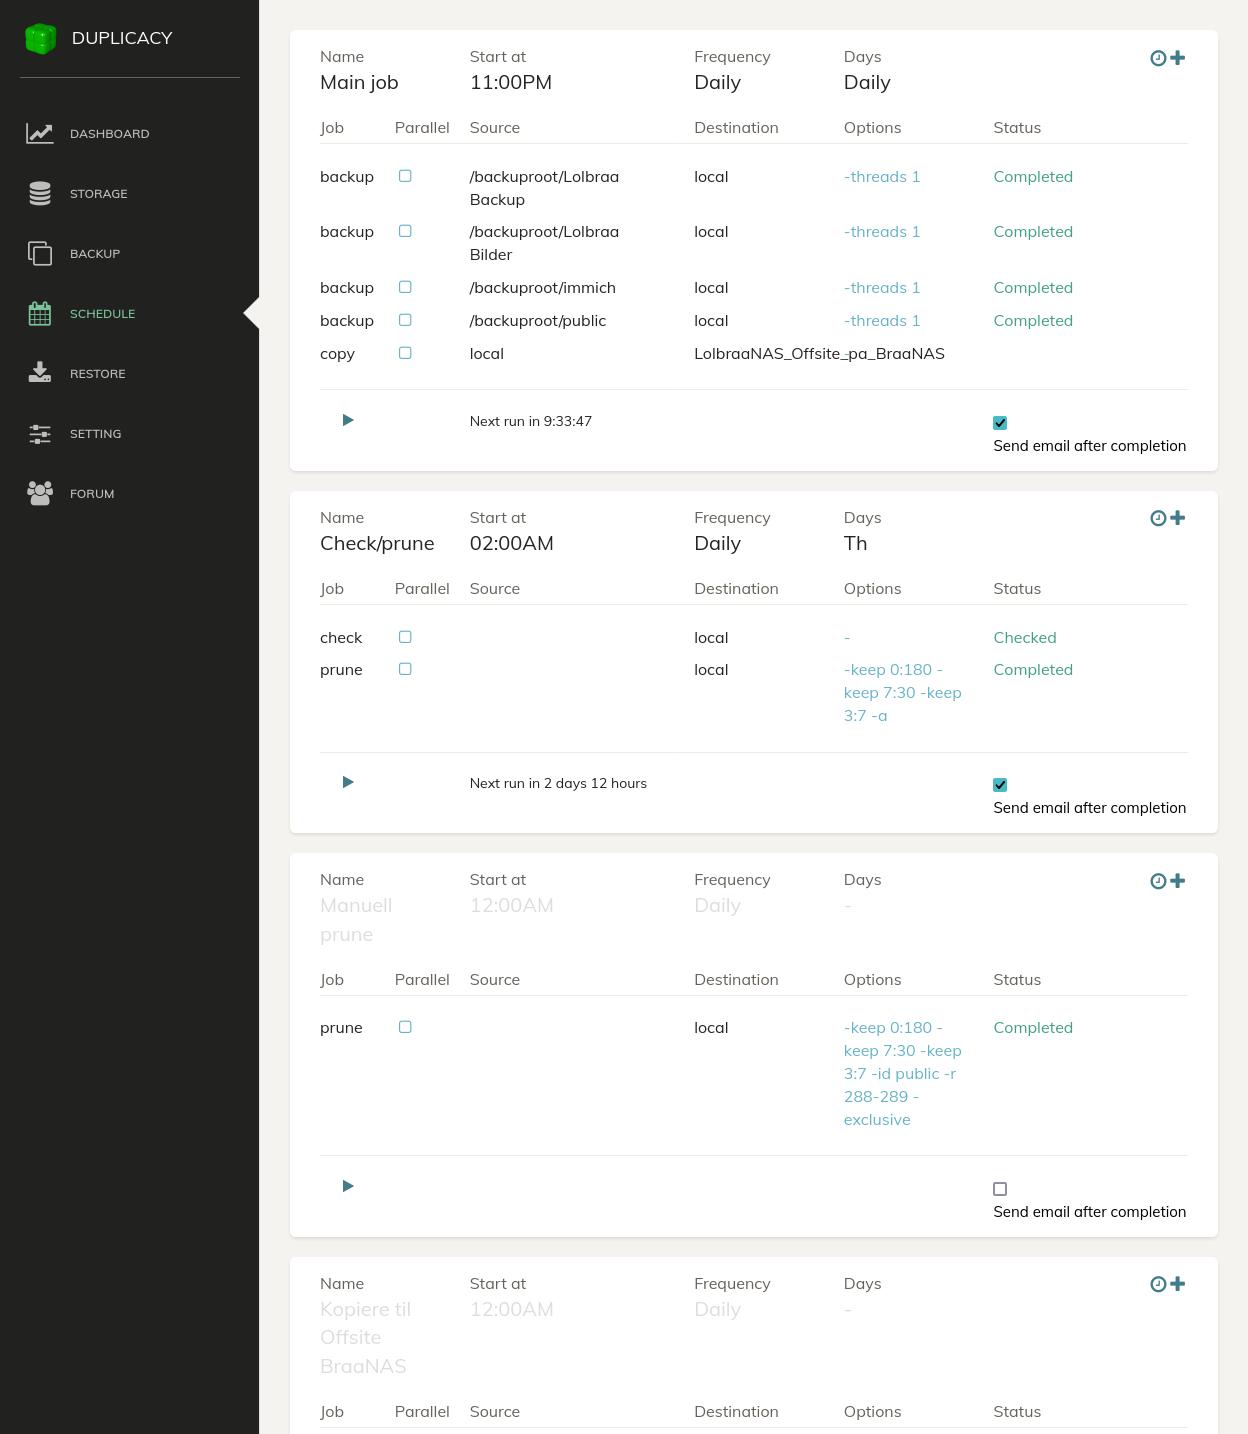 DUPLICACY
DASHBOARD
STORAGE
BACKUP
SCHEDULE
RESTORE
SETTING
FORUM
Name Start at Frequency Days
Main job 11:00PM Daily Daily
Job Parallel Source Destination Options Status
backup /backuproot/Lolbraa local -threads 1 Completed
Backup
backup /backuproot/Lolbraa local -threads 1 Completed
Bilder
backup /backuproot/immich local -threads 1 Completed
backup /backuproot/public local -threads 1 Completed
copy local LolbraaNAS_Offsite_pa_BraaNAS -
Next run in 9:33:47
Send email after completion
Name Start at Frequency Days
Check/prune 02:00AM Daily Th
Job Parallel Source Destination Options Status
check local - Checked
prune local -keep 0:180 - Completed
keep 7:30 -keep
3:7 -a
Next run in 2 days 12 hours
Send email after completion
Name Start at Frequency Days
Manuell 12:00AM Daily -
prune
Job Parallel Source Destination Options Status
prune local -keep 0:180 - Completed
keep 7:30 -keep
3:7 -id public -r
288-289 -
exclusive
Send email after completion
Name Start at Frequency Days
Kopiere til 12:00AM Daily -
Offsite
BraaNAS
Job Parallel Source Destination Options Status